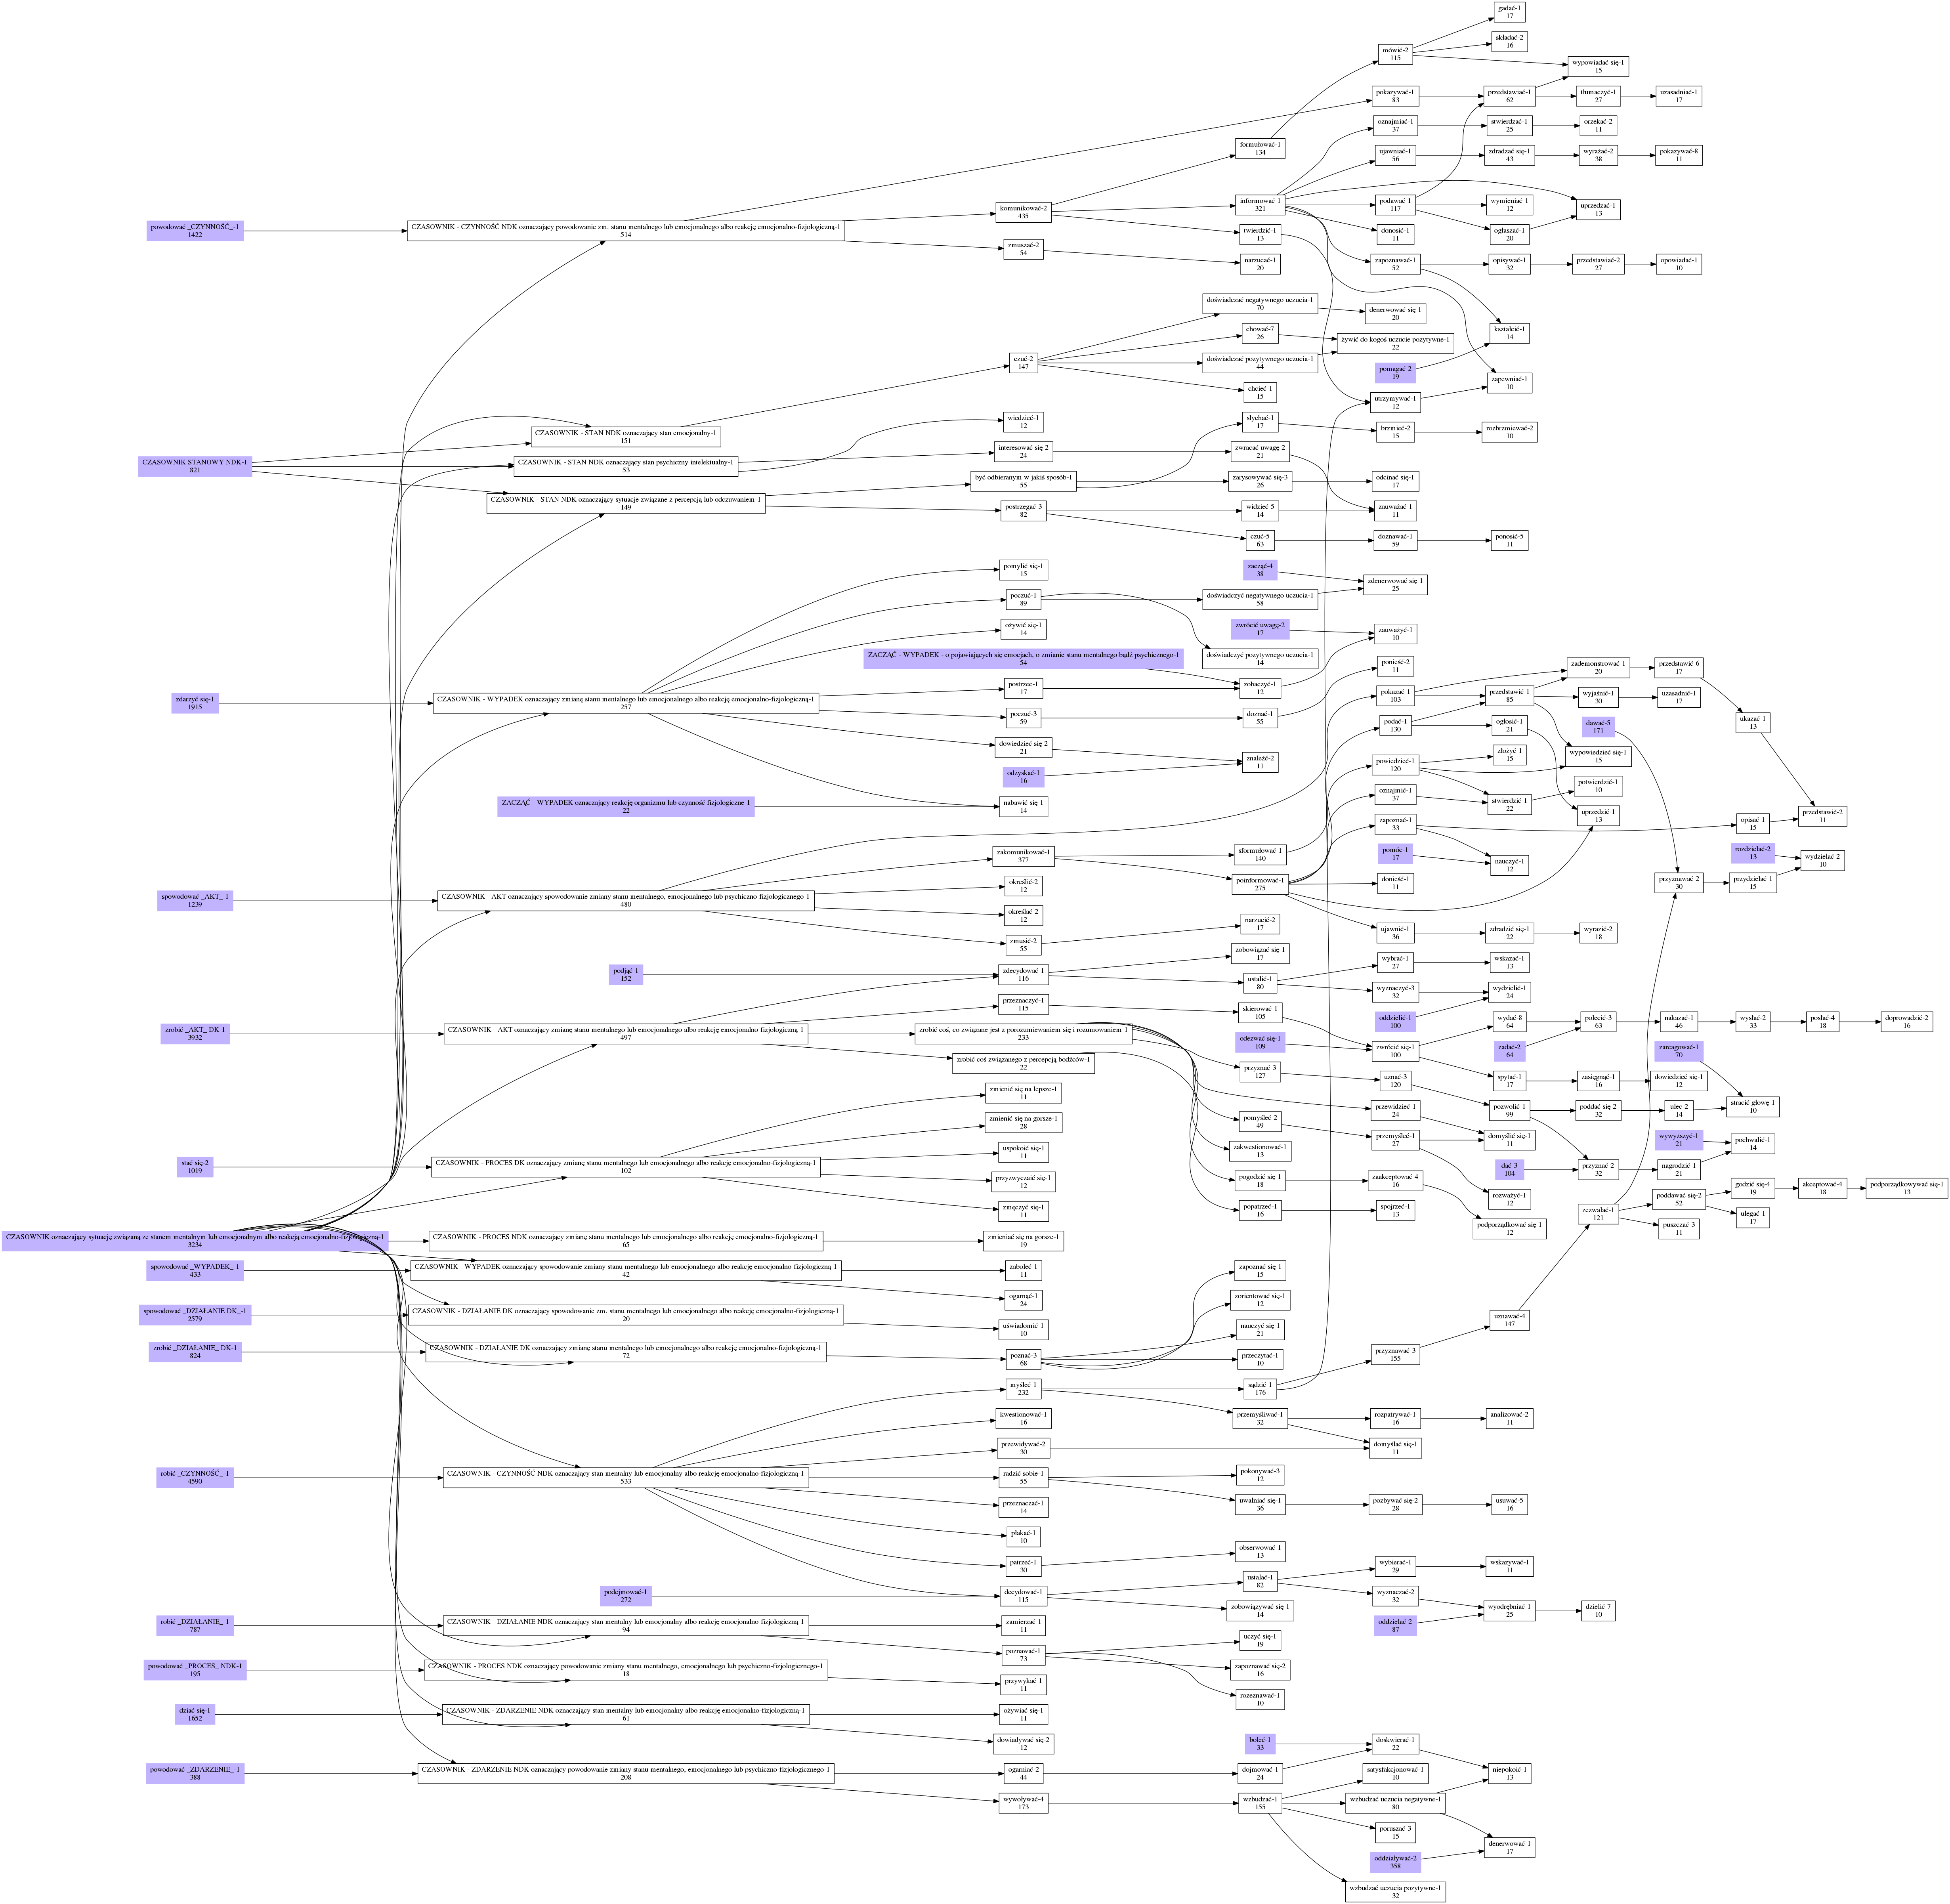 gadać-1
17
składać-2
16
mówić-2
115
wypowiadać się-1
15
pokazywać-1
83
przedstawiać-1
62
tłumaczyć-1
27
uzasadniać-1
17
oznajmiać-1
37
stwierdzać-1
25
orzekać-2
11
formułować-1
134
ujawniać-1
56
zdradzać się-1
43
wyrażać-2
38
pokazywać-8
11
powodować _CZYNNOŚĆ_-1
1422
CZASOWNIK - CZYNNOŚĆ NDK oznaczający powodowanie zm. stanu mentalnego lub emocjonalnego albo reakcję emocjonalno-fizjologiczną-1
514
komunikować-2
435
informować-1
321
podawać-1
117
wymieniać-1
12
uprzedzać-1
13
twierdzić-1
13
donosić-1
11
ogłaszać-1
20
zmuszać-2
54
narzucać-1
20
zapoznawać-1
52
opisywać-1
32
przedstawiać-2
27
opowiadać-1
10
doświadczać negatywnego uczucia-1
70
denerwować się-1
20
chować-7
26
żywić do kogoś uczucie pozytywne-1
22
kształcić-1
14
czuć-2
147
doświadczać pozytywnego uczucia-1
44
pomagać-2
19
chcieć-1
15
zapewniać-1
10
utrzymywać-1
12
CZASOWNIK STANOWY NDK-1
821
CZASOWNIK - STAN NDK oznaczający stan emocjonalny-1
151
wiedzieć-1
12
słychać-1
17
brzmieć-2
15
rozbrzmiewać-2
10
CZASOWNIK - STAN NDK oznaczający stan psychiczny intelektualny-1
53
interesować się-2
24
zwracać uwagę-2
21
CZASOWNIK - STAN NDK oznaczający sytuacje związane z percepcją lub odczuwaniem-1
149
być odbieranym w jakiś sposób-1
55
zarysowywać się-3
26
odcinać się-1
17
postrzegać-3
82
widzieć-5
14
zauważać-1
11
czuć-5
63
doznawać-1
59
ponosić-5
11
pomylić się-1
15
zacząć-4
38
zdenerwować się-1
25
poczuć-1
89
doświadczyć negatywnego uczucia-1
58
ożywić się-1
14
zwrócić uwagę-2
17
zauważyć-1
10
ZACZĄĆ - WYPADEK - o pojawiających się emocjach, o zmianie stanu mentalnego bądź psychicznego-1
54
doświadczyć pozytywnego uczucia-1
14
zdarzyć się-1
1915
CZASOWNIK - WYPADEK oznaczający zmianę stanu mentalnego lub emocjonalnego albo reakcję emocjonalno-fizjologiczną-1
257
postrzec-1
17
zobaczyć-1
12
ponieść-2
11
poczuć-3
59
doznać-1
55
dowiedzieć się-2
21
odzyskać-1
16
znaleźć-2
11
ZACZĄĆ - WYPADEK oznaczający reakcję organizmu lub czynność fizjologiczne-1
22
nabawić się-1
14
pokazać-1
103
przedstawić-1
85
zademonstrować-1
20
przedstawić-6
17
wyjaśnić-1
30
uzasadnić-1
17
podać-1
130
ogłosić-1
21
dawać-5
171
ukazać-1
13
powiedzieć-1
120
złożyć-1
15
wypowiedzieć się-1
15
potwierdzić-1
10
oznajmić-1
37
stwierdzić-1
22
uprzedzić-1
13
przedstawić-2
11
zapoznać-1
33
opisać-1
15
zakomunikować-1
377
sformułować-1
140
pomóc-1
17
nauczyć-1
12
rozdzielać-2
13
wydzielać-2
10
spowodować _AKT_-1
1239
CZASOWNIK - AKT oznaczający spowodowanie zmiany stanu mentalnego, emocjonalnego lub psychiczno-fizjologicznego-1
480
określić-2
12
poinformować-1
275
donieść-1
11
przyznawać-2
30
przydzielać-1
15
określać-2
12
zmusić-2
55
narzucić-2
17
ujawnić-1
36
zdradzić się-1
22
wyrazić-2
18
podjąć-1
152
zdecydować-1
116
zobowiązać się-1
17
ustalić-1
80
wybrać-1
27
wskazać-1
13
wyznaczyć-3
32
wydzielić-1
24
zrobić _AKT_ DK-1
3932
CZASOWNIK - AKT oznaczający zmianę stanu mentalnego lub emocjonalnego albo reakcję emocjonalno-fizjologiczną-1
497
przeznaczyć-1
115
skierować-1
105
oddzielić-1
100
zrobić coś, co związane jest z porozumiewaniem się i rozumowaniem-1
233
odezwać się-1
109
zwrócić się-1
100
wydać-8
64
polecić-3
63
nakazać-1
46
wysłać-2
33
posłać-4
18
doprowadzić-2
16
zrobić coś związanego z percepcją bodźców-1
22
zadać-2
64
zareagować-1
70
przyznać-3
127
uznać-3
120
spytać-1
17
zasięgnąć-1
16
dowiedzieć się-1
12
zmienić się na lepsze-1
11
przewidzieć-1
24
pozwolić-1
99
poddać się-2
32
ulec-2
14
stracić głowę-1
10
zmienić się na gorsze-1
28
pomyśleć-2
49
przemyśleć-1
27
domyślić się-1
11
wywyższyć-1
21
pochwalić-1
14
uspokoić się-1
11
zakwestionować-1
13
stać się-2
1019
CZASOWNIK - PROCES DK oznaczający zmianę stanu mentalnego lub emocjonalnego albo reakcję emocjonalno-fizjologiczną-1
102
przyzwyczaić się-1
12
pogodzić się-1
18
zaakceptować-4
16
dać-3
104
przyznać-2
32
nagrodzić-1
21
zmęczyć się-1
11
popatrzeć-1
16
spojrzeć-1
13
rozważyć-1
12
podporządkować się-1
12
zezwalać-1
121
poddawać się-2
52
godzić się-4
19
akceptować-4
18
podporządkowywać się-1
13
puszczać-3
11
ulegać-1
17
CZASOWNIK oznaczający sytuację związaną ze stanem mentalnym lub emocjonalnym albo reakcją emocjonalno-fizjologiczną-1
3234
CZASOWNIK - PROCES NDK oznaczający zmianę stanu mentalnego lub emocjonalnego albo reakcję emocjonalno-fizjologiczną-1
65
zmieniać się na gorsze-1
19
spowodować _WYPADEK_-1
433
CZASOWNIK - WYPADEK oznaczający spowodowanie zmiany stanu mentalnego lub emocjonalnego albo reakcję emocjonalno-fizjologiczną-1
42
zaboleć-1
11
ogarnąć-1
24
zapoznać się-1
15
spowodować _DZIAŁANIE DK_-1
2579
CZASOWNIK - DZIAŁANIE DK oznaczający spowodowanie zm. stanu mentalnego lub emocjonalnego albo reakcję emocjonalno-fizjologiczną-1
20
uświadomić-1
10
zorientować się-1
12
zrobić _DZIAŁANIE_ DK-1
824
CZASOWNIK - DZIAŁANIE DK oznaczający zmianę stanu mentalnego lub emocjonalnego albo reakcję emocjonalno-fizjologiczną-1
72
poznać-3
68
nauczyć się-1
21
przeczytać-1
10
przyznawać-3
155
uznawać-4
147
myśleć-1
232
sądzić-1
176
kwestionować-1
16
przemyśliwać-1
32
rozpatrywać-1
16
analizować-2
11
przewidywać-2
30
domyślać się-1
11
robić _CZYNNOŚĆ_-1
4590
CZASOWNIK - CZYNNOŚĆ NDK oznaczający stan mentalny lub emocjonalny albo reakcję emocjonalno-fizjologiczną-1
533
radzić sobie-1
55
pokonywać-3
12
przeznaczać-1
14
uwalniać się-1
36
pozbywać się-2
28
usuwać-5
16
płakać-1
10
patrzeć-1
30
obserwować-1
13
podejmować-1
272
decydować-1
115
ustalać-1
82
wybierać-1
29
wskazywać-1
11
zobowiązywać się-1
14
wyznaczać-2
32
wyodrębniać-1
25
dzielić-7
10
oddzielać-2
87
robić _DZIAŁANIE_-1
787
CZASOWNIK - DZIAŁANIE NDK oznaczający stan mentalny lub emocjonalny albo reakcję emocjonalno-fizjologiczną-1
94
zamierzać-1
11
poznawać-1
73
uczyć się-1
19
zapoznawać się-2
16
rozeznawać-1
10
powodować _PROCES_ NDK-1
195
CZASOWNIK - PROCES NDK oznaczający powodowanie zmiany stanu mentalnego, emocjonalnego lub psychiczno-fizjologicznego-1
18
przywykać-1
11
dziać się-1
1652
CZASOWNIK - ZDARZENIE NDK oznaczający stan mentalny lub emocjonalny albo reakcję emocjonalno-fizjologiczną-1
61
ożywiać się-1
11
dowiadywać się-2
12
boleć-1
33
doskwierać-1
22
powodować _ZDARZENIE_-1
388
CZASOWNIK - ZDARZENIE NDK oznaczający powodowanie zmiany stanu mentalnego, emocjonalnego lub psychiczno-fizjologicznego-1
208
ogarniać-2
44
dojmować-1
24
satysfakcjonować-1
10
niepokoić-1
13
wywoływać-4
173
wzbudzać-1
155
wzbudzać uczucia negatywne-1
80
poruszać-3
15
denerwować-1
17
oddziaływać-2
358
wzbudzać uczucia pozytywne-1
32